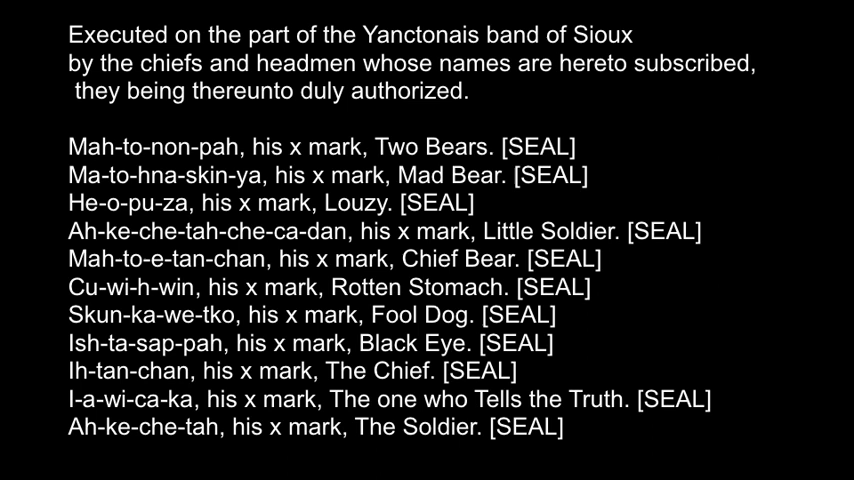 Executed on the part of the Yanctonais band of Sioux
by the chiefs and headmen whose names are hereto subscribed,
they being thereunto duly authorized.
Mah-to-non-pah, his x mark, Two Bears. [SEAL]
Ma-to-hna-skin-ya, his x mark, Mad Bear. [SEAL]
He-o-pu-za, his x mark, Louzy. [SEAL]
Ah-ke-che-tah-che-ca-dan, his x mark, Little Soldier. [SEAL]
Mah-to-e-tan-chan, his x mark, Chief Bear. [SEAL]
Cu-wi-h-win, his x mark, Rotten Stomach. [SEAL]
Skun-ka-we-tko, his x mark, Fool Dog. [SEAL]
Ish-ta-sap-pah, his x mark, Black Eye. [SEAL]
Ih-tan-chan, his x mark, The Chief. [SEAL]
I-a-wi-ca-ka, his x mark, The one who Tells the Truth. [SEAL]
Ah-ke-che-tah, his x mark, The Soldier. [SEAL]